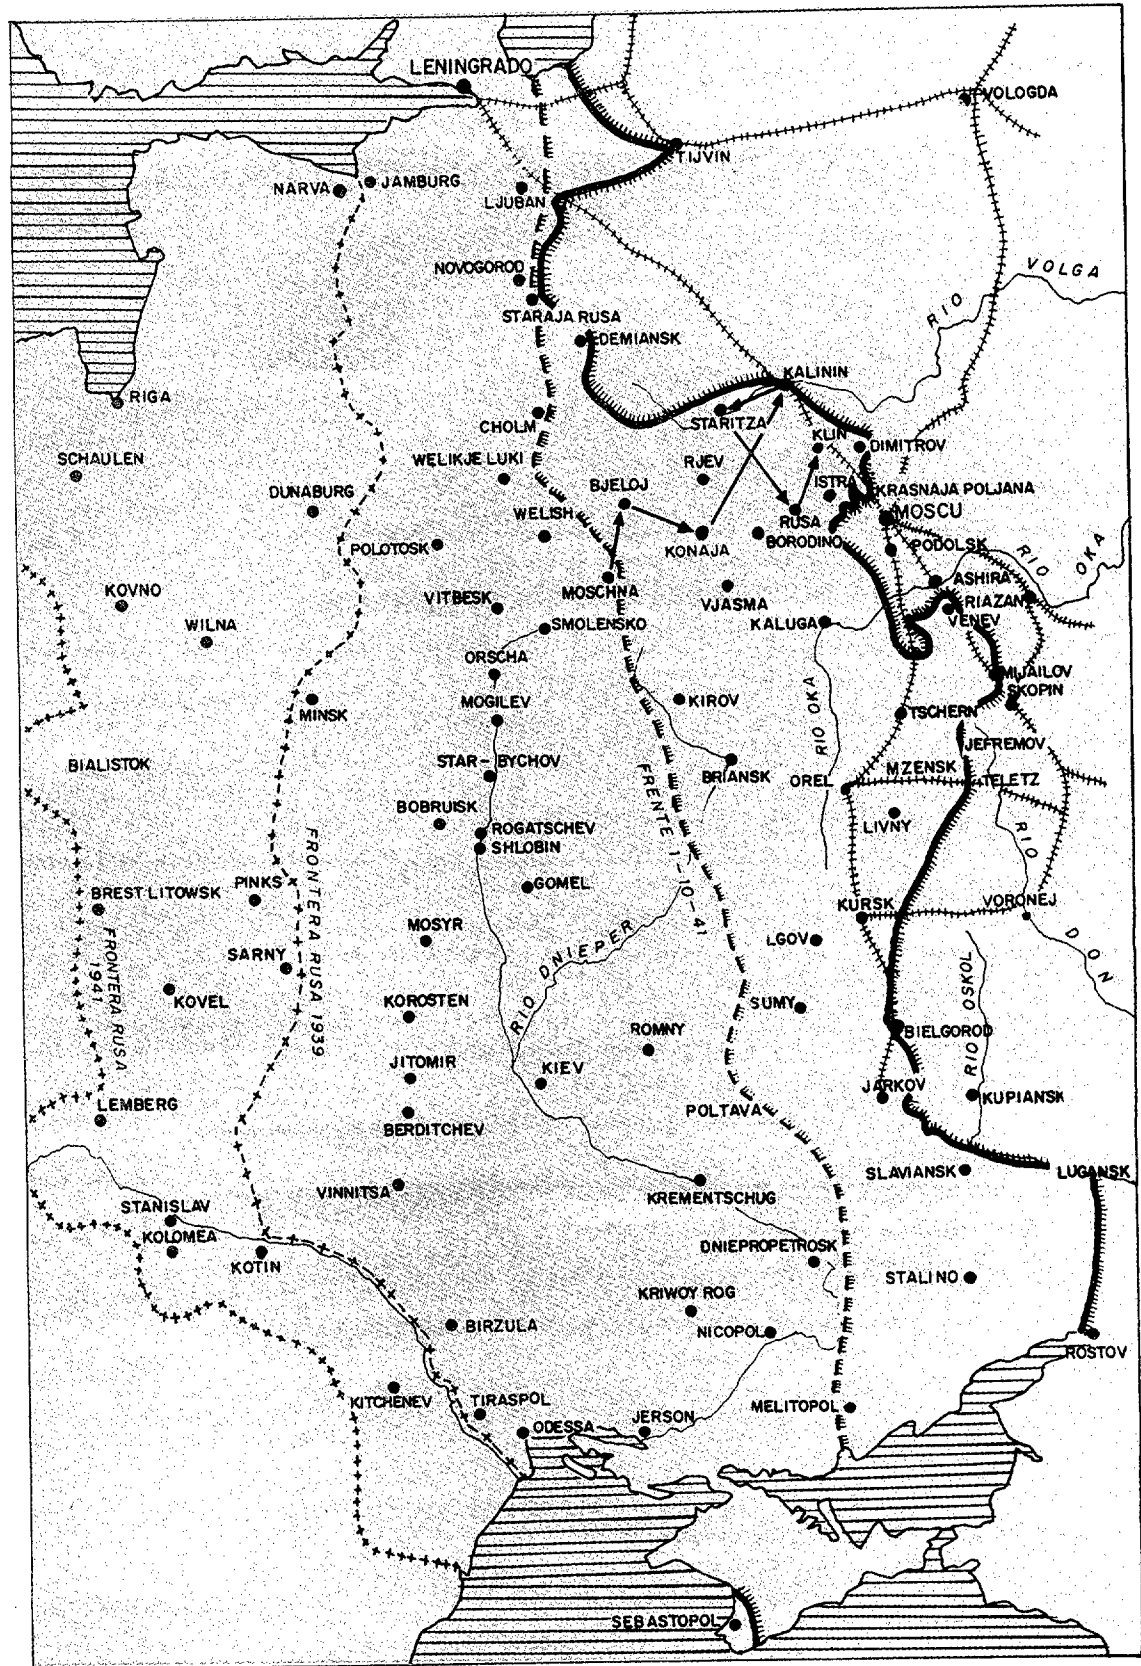 LENINGRADO
VOLOGDA
TIJVIN
NARVA
JAMBURG
LJUBAN
NOVOGOROD
RIO VOLGA
STARAJA RUSA
DEMIANSK
KALININ
RIGA
STARITZA
CHOLM
KLIN
DIMITROV
SCHAULEN
WELIKJE LUKI
RJEV
DUNABURG
BJELOJ
ISTRA
KRASNAJA POLJANA
WELISH
RUSA
MOSCU
POLOTOSK
KONAJA
BORODINO
PODOLSK
RIO OKA
KOVNO
MOSCHNA
ASHIRA
VITBESK
VJASMA
RIAZAN
WILNA
SMOLENSKO
KALUGA
VENEV
ORSCHA
MIJAILOV
MINSK
MOGILEV
KIROV
SKOPIN
RIO OKA
TSCHERN
JEFREMOV
BIALISTOK
STAR-BYCHOV
BRIANSK
OREL
MZENSK
TELETZ
FRENTE 1-10-41
BOBRUISK
ROGATSCHEV
LIVNY
SHLOBIN
RIO DON
FRONTERA RUSA 1939
BREST LITOWSK
PINKS
GOMEL
KURSK
VORONEJ
MOSYR
LGOV
FRONTERA RUSA
1941
SARNY
RIO DNIEPER
KOVEL
KOROSTEN
SUMY
RIO OSKOL
ROMNY
BIELGOROD
JITOMIR
KIEV
JARKOV
KUPIANSK
LEMBERG
BERDITCHEV
POLTAVA
SLAVIANSK
LUGANSK
STANISLAV
VINNITSA
KREMENTSCHUG
KOLOMEA
KOTIN
DNIEPROPETROSK
STALINO
KRIWOY ROG
BIRZULA
NICOPOL
ROSTOV
KITCHENEV
TIRASPOL
ODESSA
JERSON
MELITOPOL
SEBASTOPOL